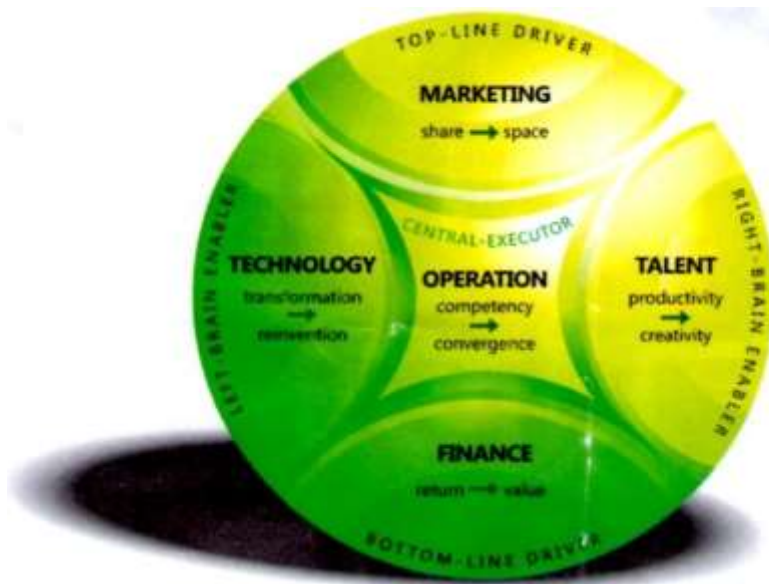 TOP-LINE DRIVER
MARKETING
share → space
LEFT-BRAIN ENABLER
TECHNOLOGY
transformation
→
reinvention
CENTRAL-EXECUTOR
OPERATION
competency
→
convergence
TALENT
productivity
→
creativity
RIGHT-BRAIN ENABLER
FINANCE
return → value
BOTTOM-LINE DRIVER